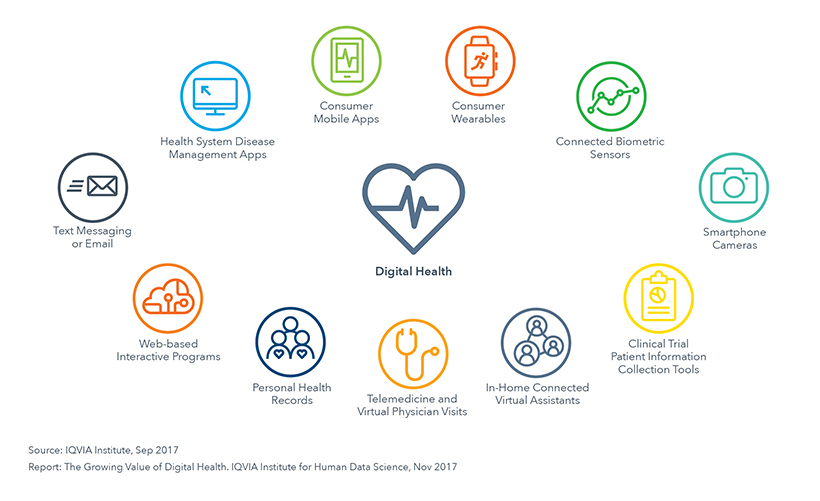 Consumer
Mobile Apps
Consumer
Wearables
Health System Disease
Management Apps
Connected Biometric
Sensors
Text Messaging
or Email
Smartphone
Cameras
Digital Health
Web-based
Interactive Programs
Clinical Trial
Patient Information
Collection Tools
Personal Health
Records
Telemedicine and
Virtual Physician Visits
In-Home Connected
Virtual Assistants
Source: IQVIA Institute, Sep 2017
Report: The Growing Value of Digital Health. IQVIA Institute for Human Data Science, Nov 2017